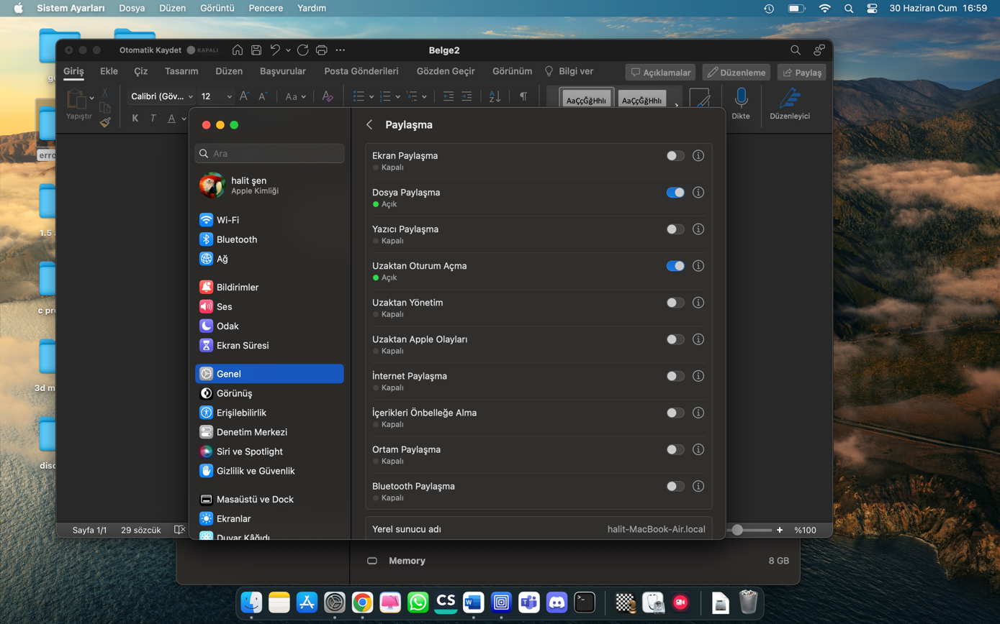 Sistem Ayarları Dosya Düzen Görüntü Pencere Yardım 30 Haziran Cum 16:59
Otomatik Kaydet KAPALI Belge2
Giriş Ekle Çiz Tasarım Düzen Başvurular Posta Gönderileri Gözden Geçir Görünüm Bilgi ver Açıklamalar Düzenleme Paylaş
Yapıştır
Calibri (Göv... 12 Aa
K T A
AaÇçĞğHhIı AaÇçĞğHhIı
Dikte
Düzenleyici
erro
1.5
c pr
3d m
disc
Ara
halit şen
Apple Kimliği
Wi-Fi
Bluetooth
Ağ
Bildirimler
Ses
Odak
Ekran Süresi
Genel
Görünüş
Erişilebilirlik
Denetim Merkezi
Siri ve Spotlight
Gizlilik ve Güvenlik
Masaüstü ve Dock
Ekranlar
Duvar Kâğıdı
Paylaşma
Ekran Paylaşma
Kapalı
Dosya Paylaşma
Açık
Yazıcı Paylaşma
Kapalı
Uzaktan Oturum Açma
Açık
Uzaktan Yönetim
Kapalı
Uzaktan Apple Olayları
Kapalı
İnternet Paylaşma
Kapalı
İçerikleri Önbelleğe Alma
Kapalı
Ortam Paylaşma
Kapalı
Bluetooth Paylaşma
Kapalı
Yerel sunucu adı halit-MacBook-Air.local
Sayfa 1/1 29 sözcük %100
Memory 8 GB
CS